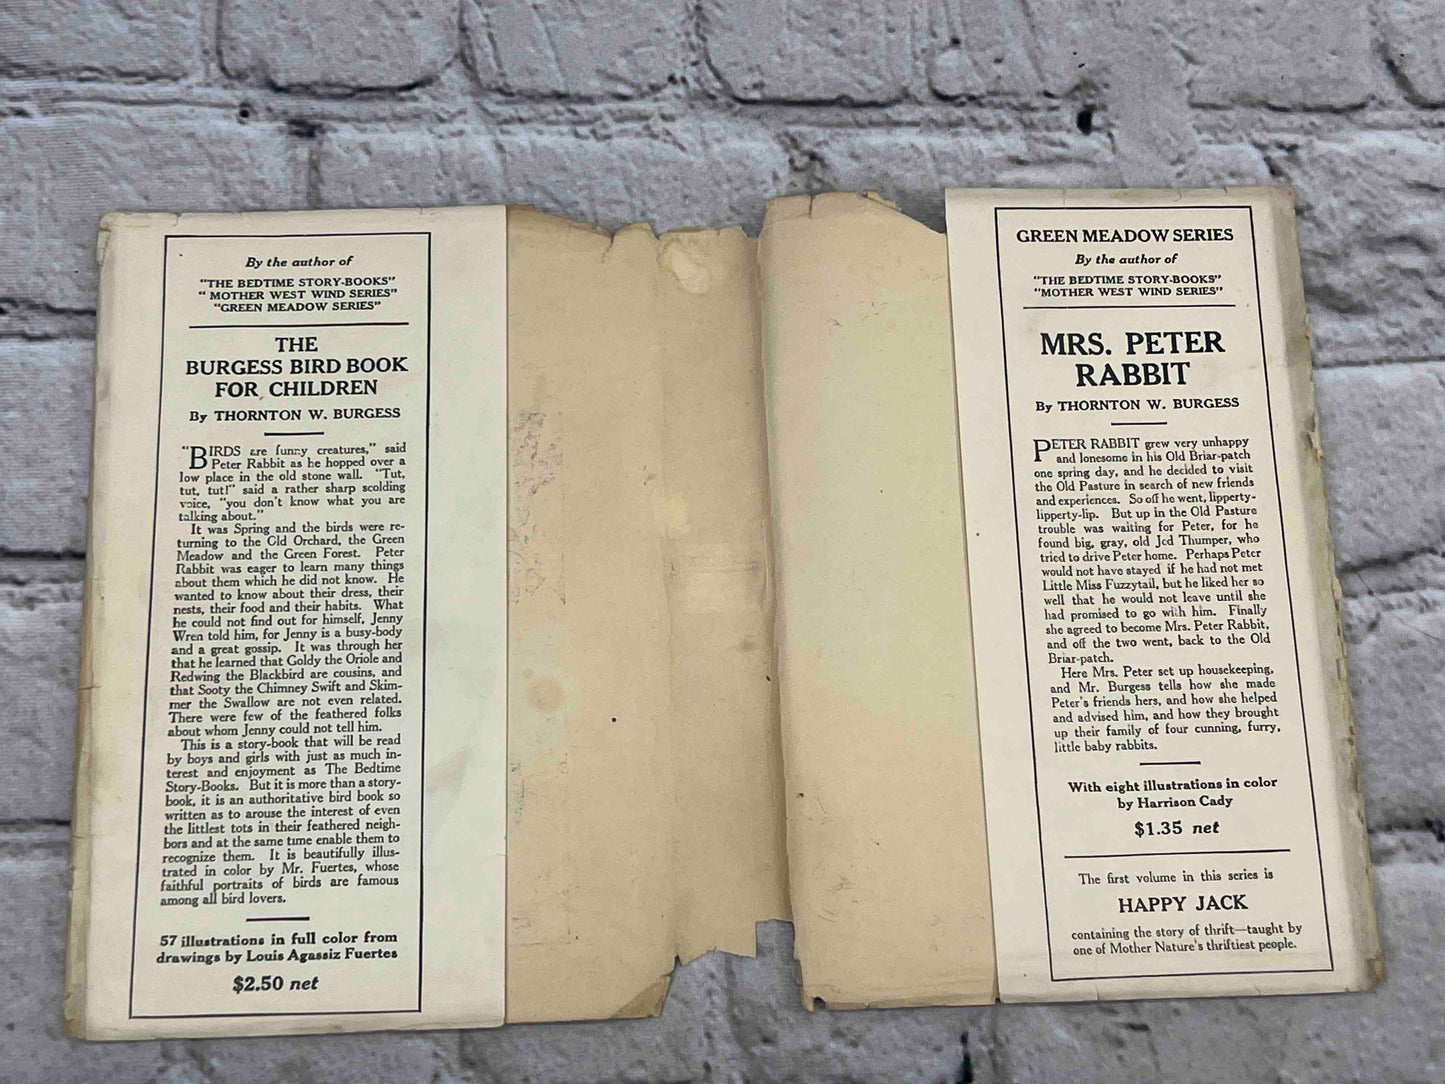 By the author of
"THE BEDTIME STORY-BOOKS"
"MOTHER WEST WIND SERIES"
"GREEN MEADOW SERIES"
THE
BURGESS BIRD BOOK
FOR CHILDREN
By THORNTON W. BURGESS
"BIRDS are funny creatures," said
Peter Rabbit as he hopped over a
low place in the old stone wall. "Tut,
tut, tut!" said a rather sharp scolding
voice, "you don't know what you are
talking about."
It was Spring and the birds were re-
turning to the Old Orchard, the Green
Meadow and the Green Forest. Peter
Rabbit was eager to learn many things
about them which he did not know. He
wanted to know about their dress, their
nests, their food and their habits. What
he could not find out for himself, Jenny
Wren told him, for Jenny is a busy-body
and a great gossip. It was through her
that he learned that Goldy the Oriole and
Redwing the Blackbird are cousins, and
that Sooty the Chimney Swift and Skim-
mer the Swallow are not even related.
There were few of the feathered folks
about whom Jenny could not tell him.
This is a story-book that will be read
by boys and girls with just as much in-
terest and enjoyment as The Bedtime
Story-Books. But it is more than a story-
book, it is an authoritative bird book so
written as to arouse the interest of even
the littlest tots in their feathered neigh-
bors and at the same time enable them to
recognize them. It is beautifully illus-
trated in color by Mr. Fuertes, whose
faithful portraits of birds are famous
among all bird lovers.
57 illustrations in full color from
drawings by Louis Agassiz Fuertes
$2.50 net
GREEN MEADOW SERIES
By the author of
"THE BEDTIME STORY-BOOKS"
"MOTHER WEST WIND SERIES"
MRS. PETER
RABBIT
By THORNTON W. BURGESS
PETER RABBIT grew very unhappy
and lonesome in his Old Briar-patch
one spring day, and he decided to visit
the Old Pasture in search of new friends
and experiences. So off he went, lipperty-
lipperty-lip. But up in the Old Pasture
trouble was waiting for Peter, for he
found big, gray, old Jed Thumper, who
tried to drive Peter home. Perhaps Peter
would not have stayed if he had not met
Little Miss Fuzzytail, but he liked her so
well that he would not leave until she
had promised to go with him. Finally
she agreed to become Mrs. Peter Rabbit,
and off the two went, back to the Old
Briar-patch.
Here Mrs. Peter set up housekeeping,
and Mr. Burgess tells how she made
Peter's friends hers, and how she helped
and advised him, and how they brought
up their family of four cunning, furry,
little baby rabbits.
With eight illustrations in color
by Harrison Cady
$1.35 net
The first volume in this series is
HAPPY JACK
containing the story of thrift—taught by
one of Mother Nature's thriftiest people.